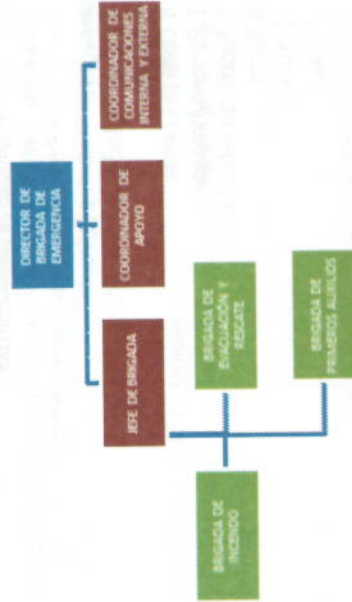 DIRECTOR DE
BRIGADA DE
EMERGENCIA
JEFE DE BRIGADA
COORDINADOR DE
APOYO
COORDINADOR DE
COMUNICACIONES
INTERNA Y EXTERNA
BRIGADA DE
INCENDO
BRIGADA DE
EVACUACIÓN Y
RESCATE
BRIGADA DE
PRIMEROS AUXILIOS